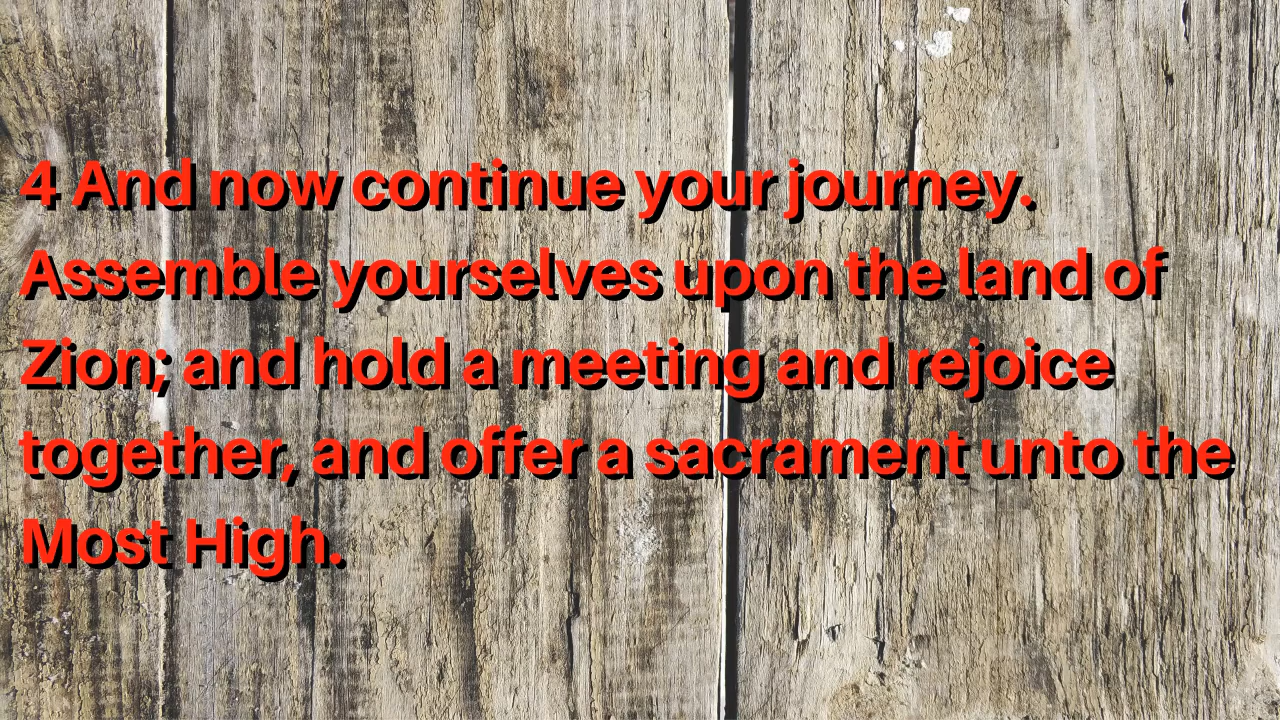 4 And now continue your journey.
Assemble yourselves upon the land of
Zion; and hold a meeting and rejoice
together, and offer a sacrament unto the
Most High.